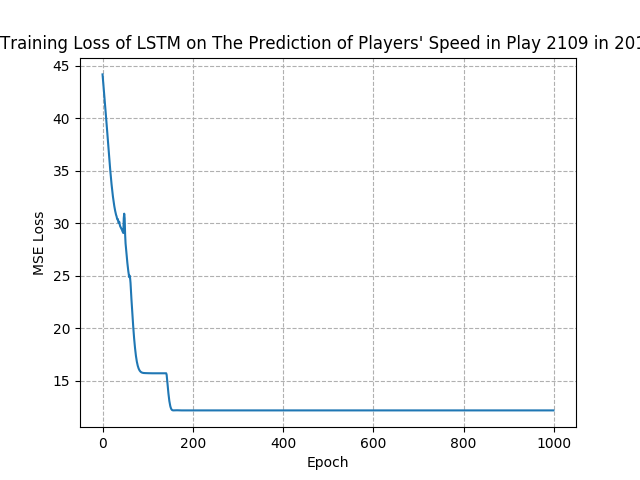 Training Loss of LSTM on The Prediction of Players' Speed in Play 2109 in 201
45
40
35
30
25
20
15
MSE Loss
0 200 400 600 800 1000
Epoch